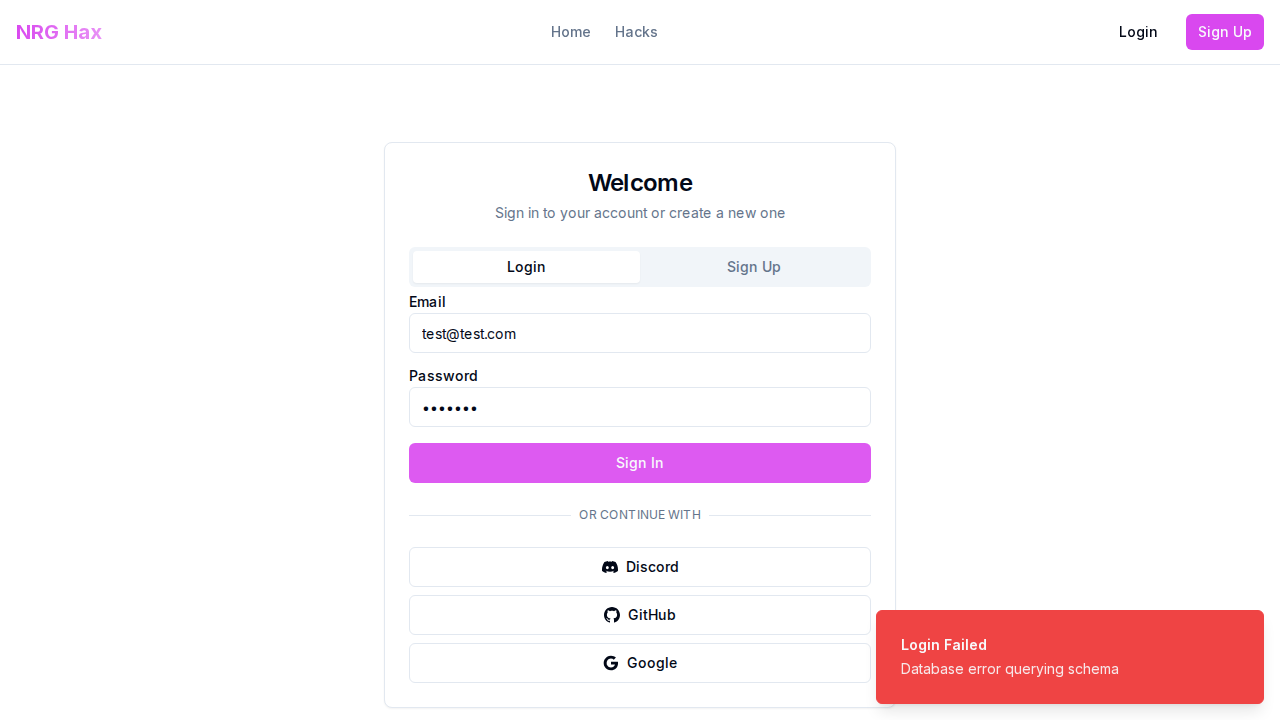 NRG Hax
Home
Hacks
Login
Sign Up
Welcome
Sign in to your account or create a new one
Login
Sign Up
Email
test@test.com
Password
•••••••
Sign In
OR CONTINUE WITH
Discord
GitHub
Google
Login Failed
Database error querying schema